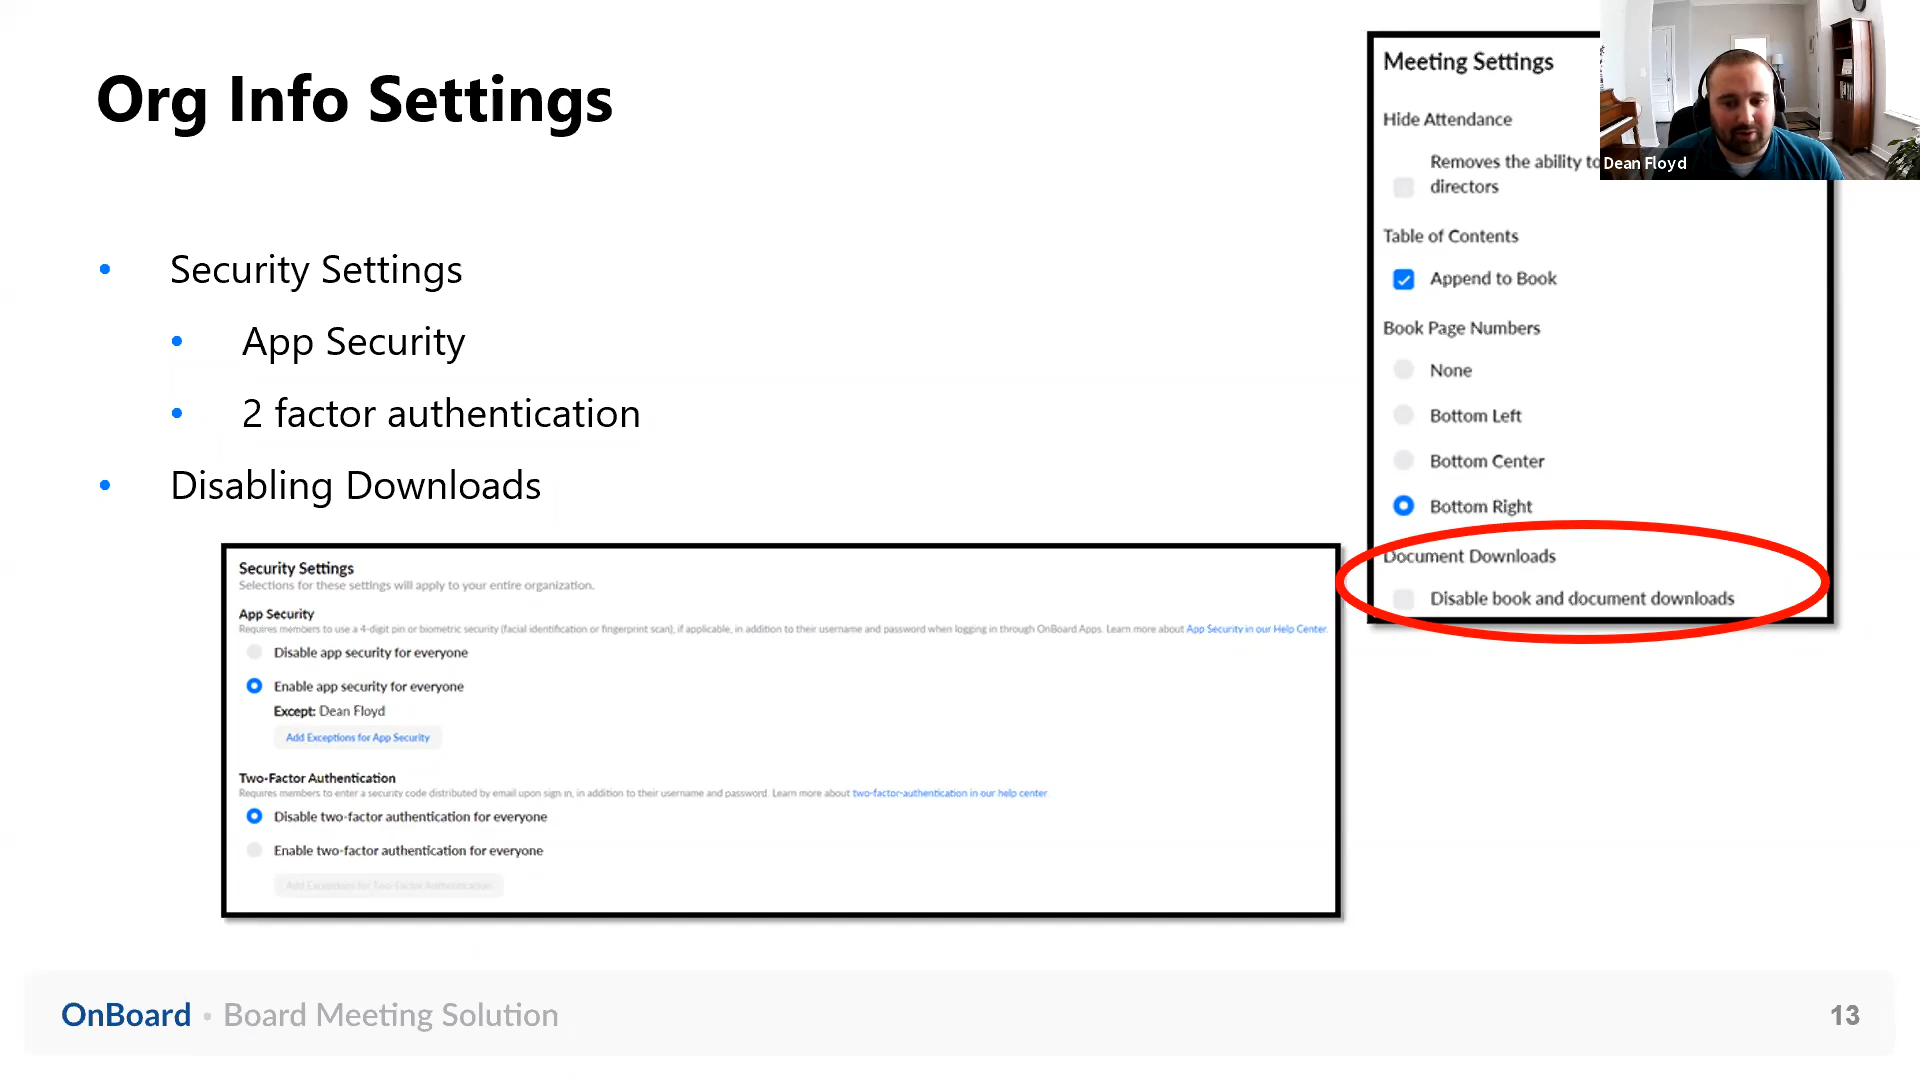 Org Info Settings
• Security Settings
• App Security
• 2 factor authentication
• Disabling Downloads
Meeting Settings
Hide Attendance
Removes the ability to
directors
Table of Contents
Append to Book
Book Page Numbers
None
Bottom Left
Bottom Center
Bottom Right
Document Downloads
Disable book and document downloads
Dean Floyd
Security Settings
Selections for these settings will apply to your entire organization.
App Security
Requires members to use a 4-digit pin or biometric security (facial identification or fingerprint scan), if applicable, in addition to their username and password when logging in through OnBoard Apps. Learn more about App Security in our Help Center.
Disable app security for everyone
Enable app security for everyone
Except: Dean Floyd
Add Exceptions for App Security
Two-Factor Authentication
Requires members to enter a security code distributed by email upon sign in, in addition to their username and password. Learn more about two-factor-authentication in our help center
Disable two-factor authentication for everyone
Enable two-factor authentication for everyone
Add Exceptions for Two-Factor Authentication
OnBoard • Board Meeting Solution
13